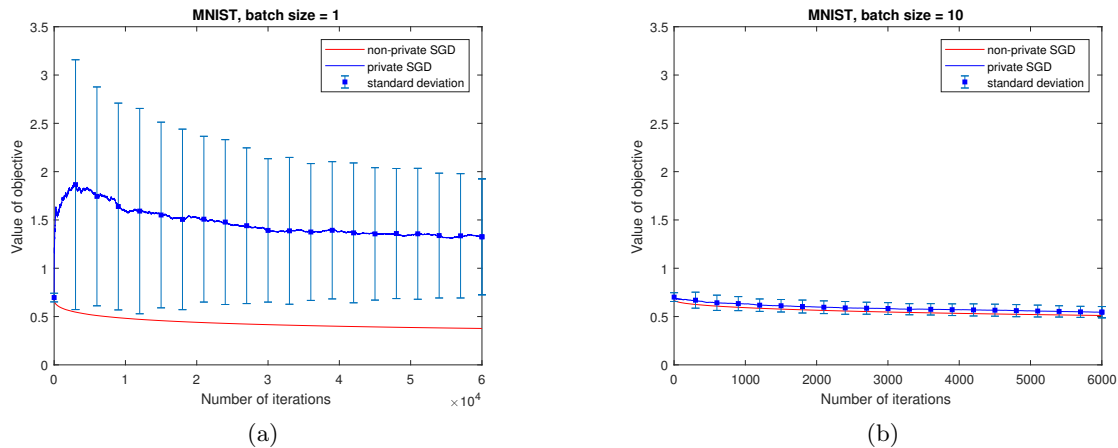 MNIST, batch size = 1
3.5
3
2.5
2
1.5
1
0.5
0
Value of objective
non-private SGD
private SGD
standard deviation
0 1 2 3 4 5 6
×10^4
Number of iterations
(a)
MNIST, batch size = 10
3.5
3
2.5
2
1.5
1
0.5
0
Value of objective
non-private SGD
private SGD
standard deviation
0 1000 2000 3000 4000 5000 6000
Number of iterations
(b)